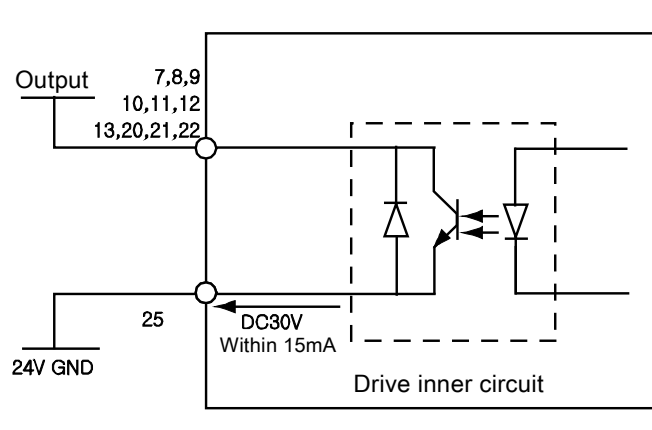 Output
7,8,9
10,11,12
13,20,21,22
25
DC30V
Within 15mA
24V GND
Drive inner circuit